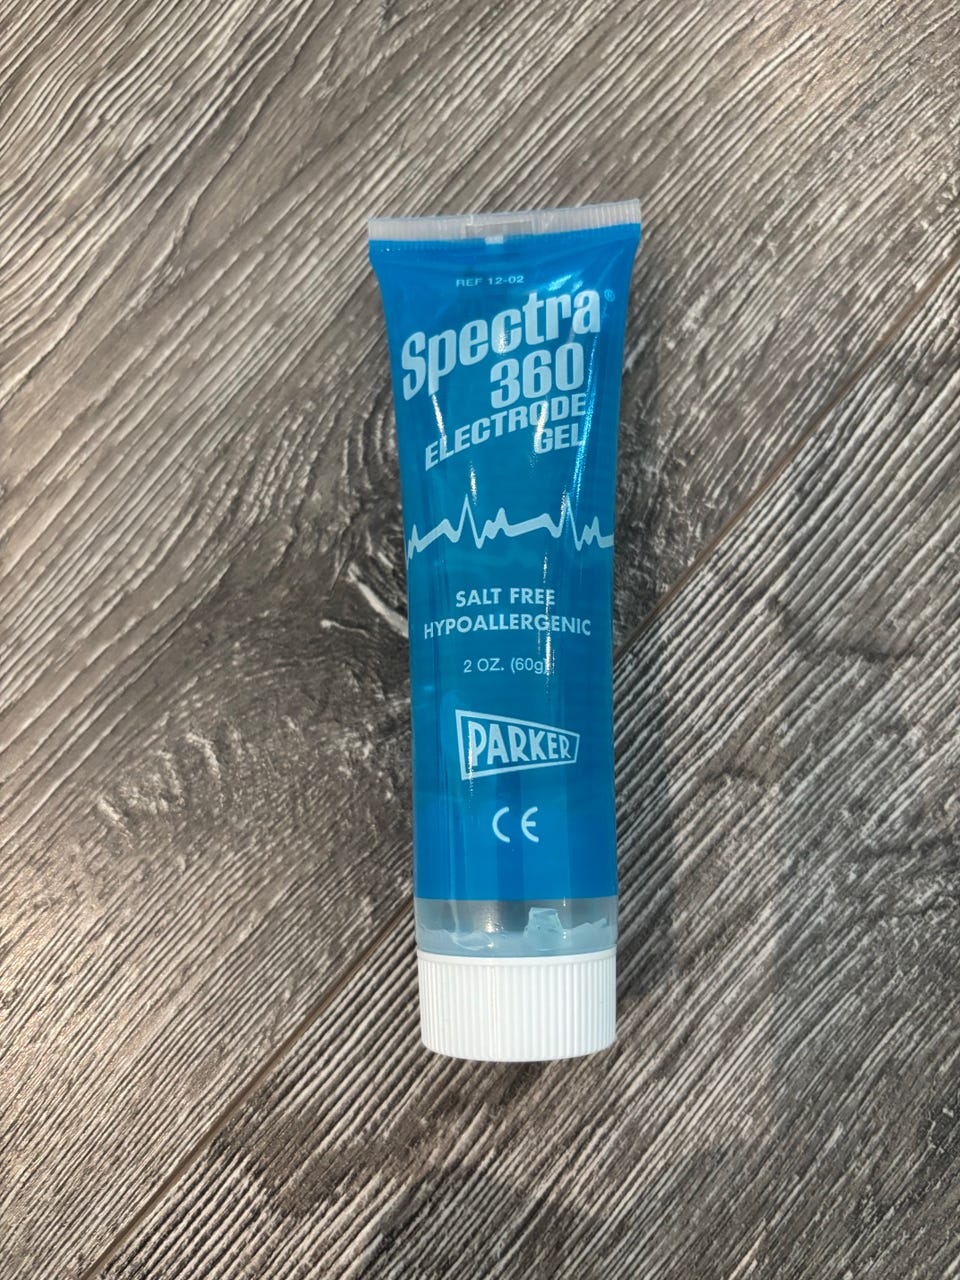 REF 12-02
Spectra®
360
ELECTRODE
GEL
SALT FREE
HYPOALLERGENIC
2 OZ. (60g)
PARKER
CE